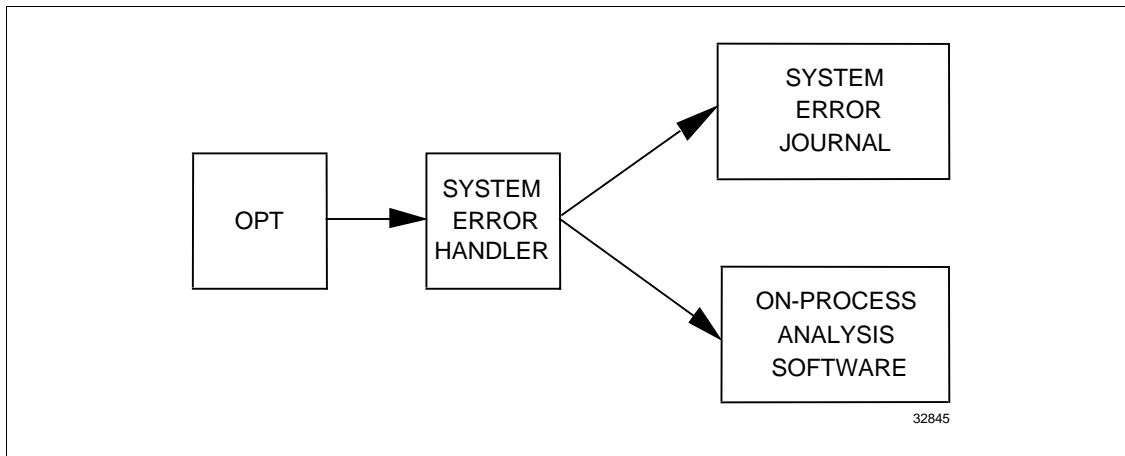 OPT
SYSTEM
ERROR
HANDLER
SYSTEM
ERROR
JOURNAL
ON-PROCESS
ANALYSIS
SOFTWARE
32845